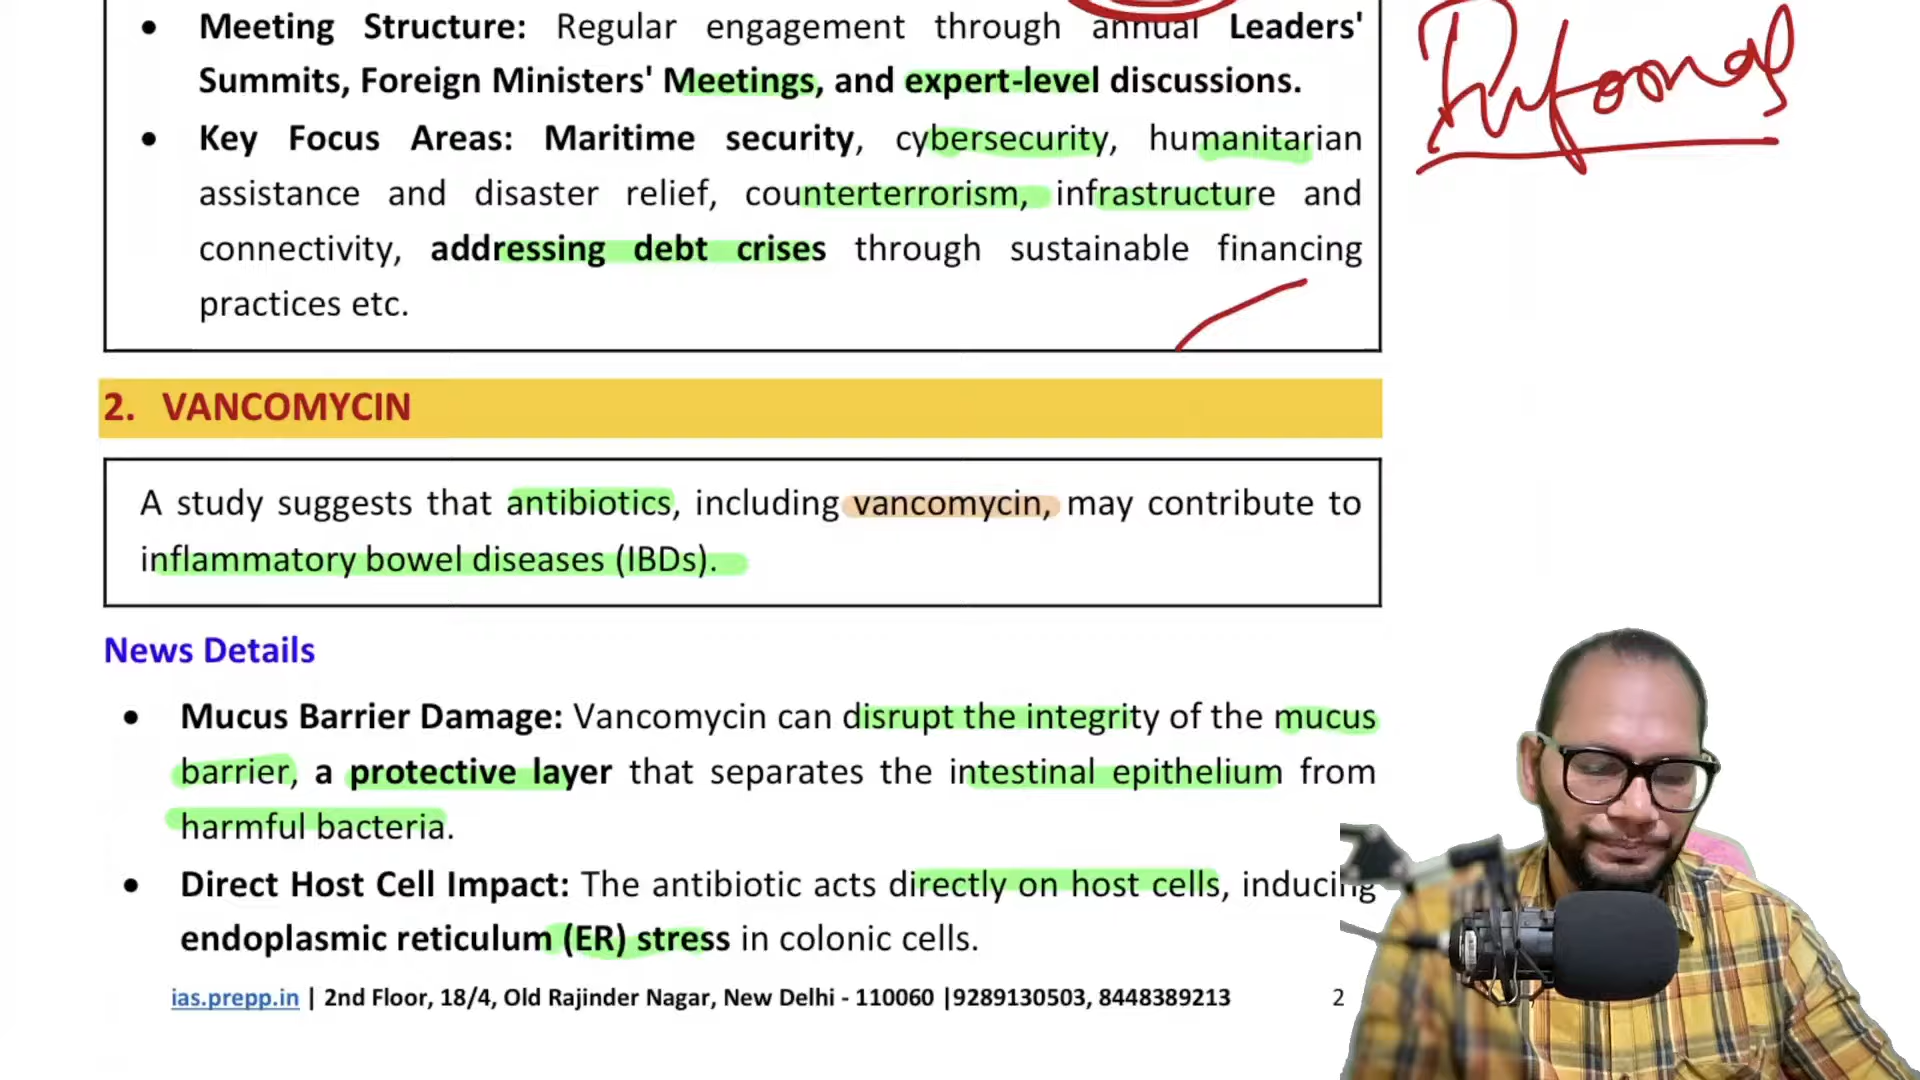 • Meeting Structure: Regular engagement through annual Leaders'
Summits, Foreign Ministers' Meetings, and expert-level discussions.
• Key Focus Areas: Maritime security, cybersecurity, humanitarian
assistance and disaster relief, counterterrorism, infrastructure and
connectivity, addressing debt crises through sustainable financing
practices etc.
Informal
2. VANCOMYCIN
A study suggests that antibiotics, including vancomycin, may contribute to
inflammatory bowel diseases (IBDs).
News Details
• Mucus Barrier Damage: Vancomycin can disrupt the integrity of the mucus
barrier, a protective layer that separates the intestinal epithelium from
harmful bacteria.
• Direct Host Cell Impact: The antibiotic acts directly on host cells, inducing
endoplasmic reticulum (ER) stress in colonic cells.
ias.prepp.in | 2nd Floor, 18/4, Old Rajinder Nagar, New Delhi - 110060 |9289130503, 8448389213 2